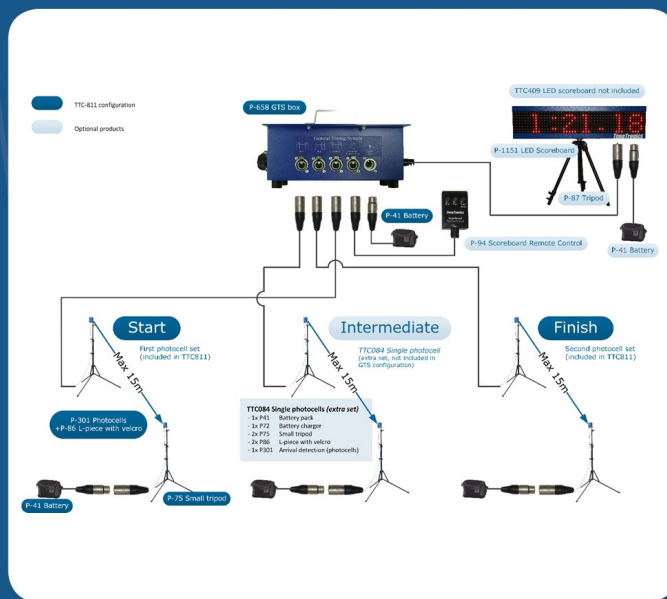 TTC-811 configuration
Optional products
P-658 GTS box
TTC409 LED scoreboard not included
General Timing System
1:21.18
TimeTronics
P-1151 LED Scoreboard
P-87 Tripod
P-41 Battery
P-94 Scoreboard Remote Control
P-41 Battery
Start
First photocell set
(included in TTC811)
Max 15m
Intermediate
TTC084 Single photocell
(extra set, not included in
GTS configuration)
Max 15m
Finish
Second photocell set
(included in TTC811)
Max 15m
P-301 Photocells
+P-86 L-piece with velcro
TTC084 Single photocells (extra set)
- 1x P41 Battery pack
- 1x P72 Battery charger
- 2x P75 Small tripod
- 2x P86 L-piece with velcro
- 1x P301 Arrival detection (photocells)
P-41 Battery
P-75 Small tripod